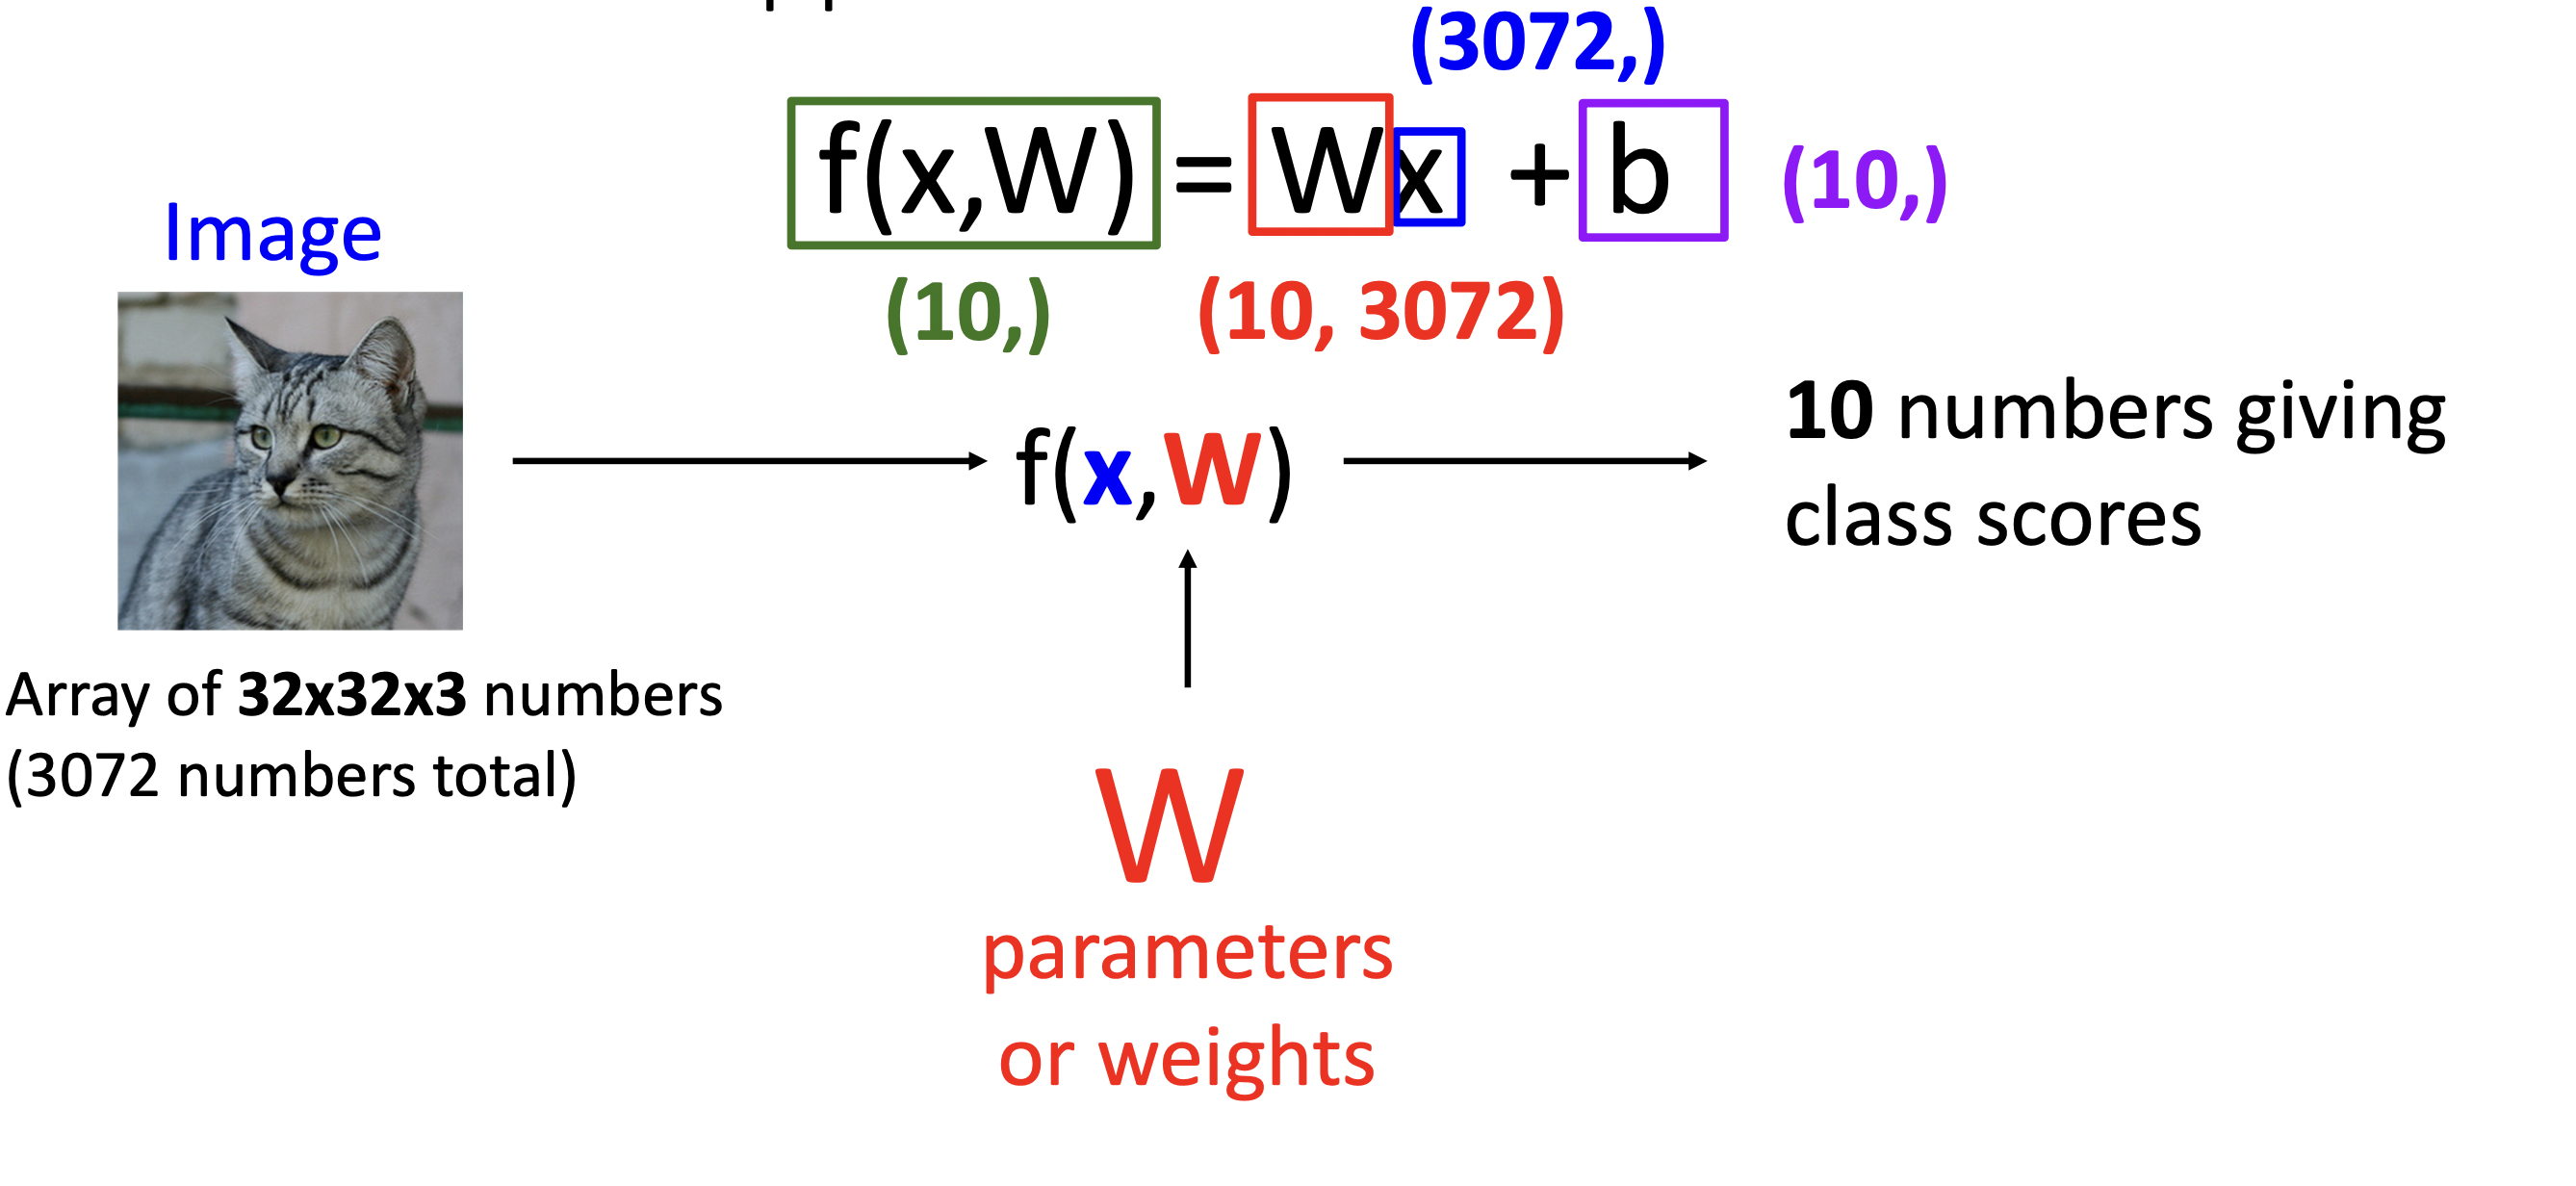 (3072,)
f(x,W) = Wx + b (10,)
(10,) (10, 3072)
Image
f(x,W)
10 numbers giving
class scores
Array of 32x32x3 numbers
(3072 numbers total)
W
parameters
or weights